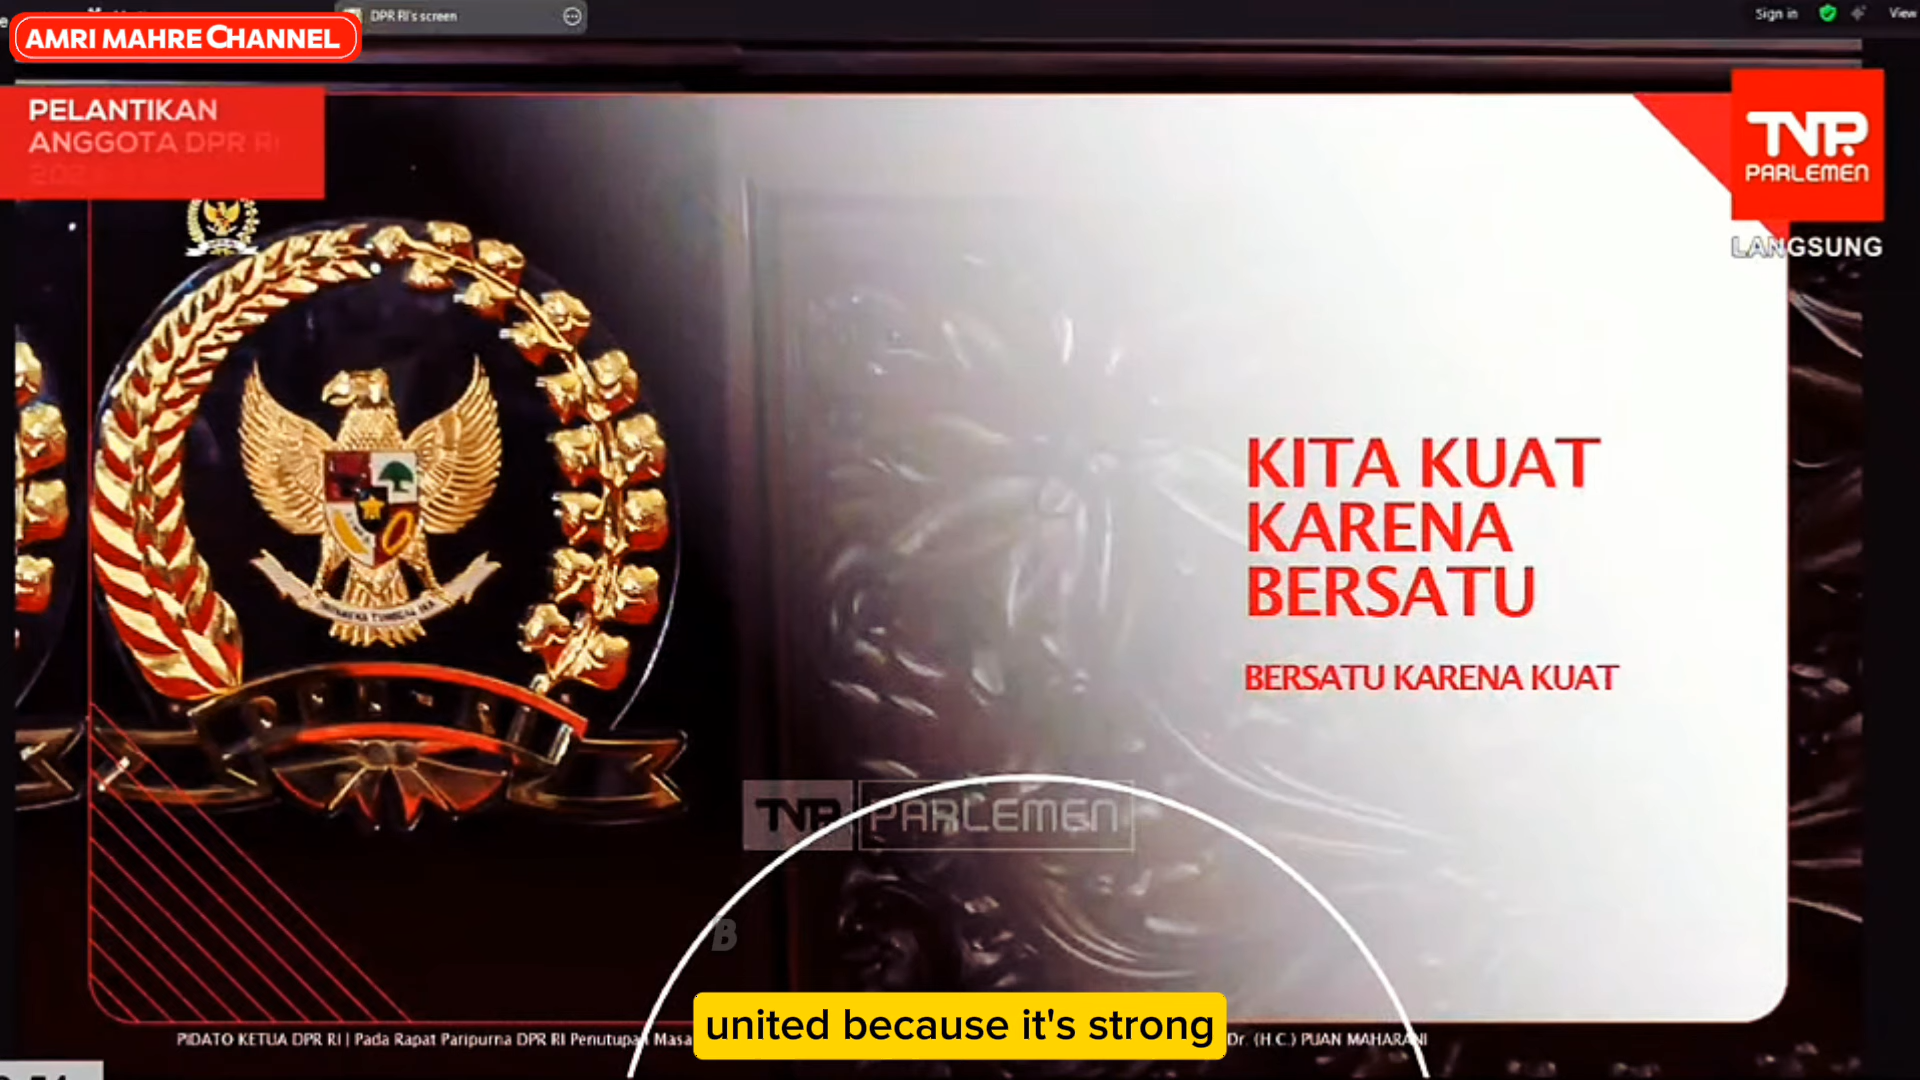 DPR RI's screen
Sign in
View
AMRI MAHRE CHANNEL
PELANTIKAN
ANGGOTA DPR RI
TVP.
PARLEMEN
LANGSUNG
KITA KUAT
KARENA
BERSATU
BERSATU KARENA KUAT
TVP. PARLEMEN
B
united because it's strong
PIDATO KETUA DPR RI | Pada Rapat Paripurna DPR RI Penutupan Masa
Dr. (H.C.) PUAN MAHARANI